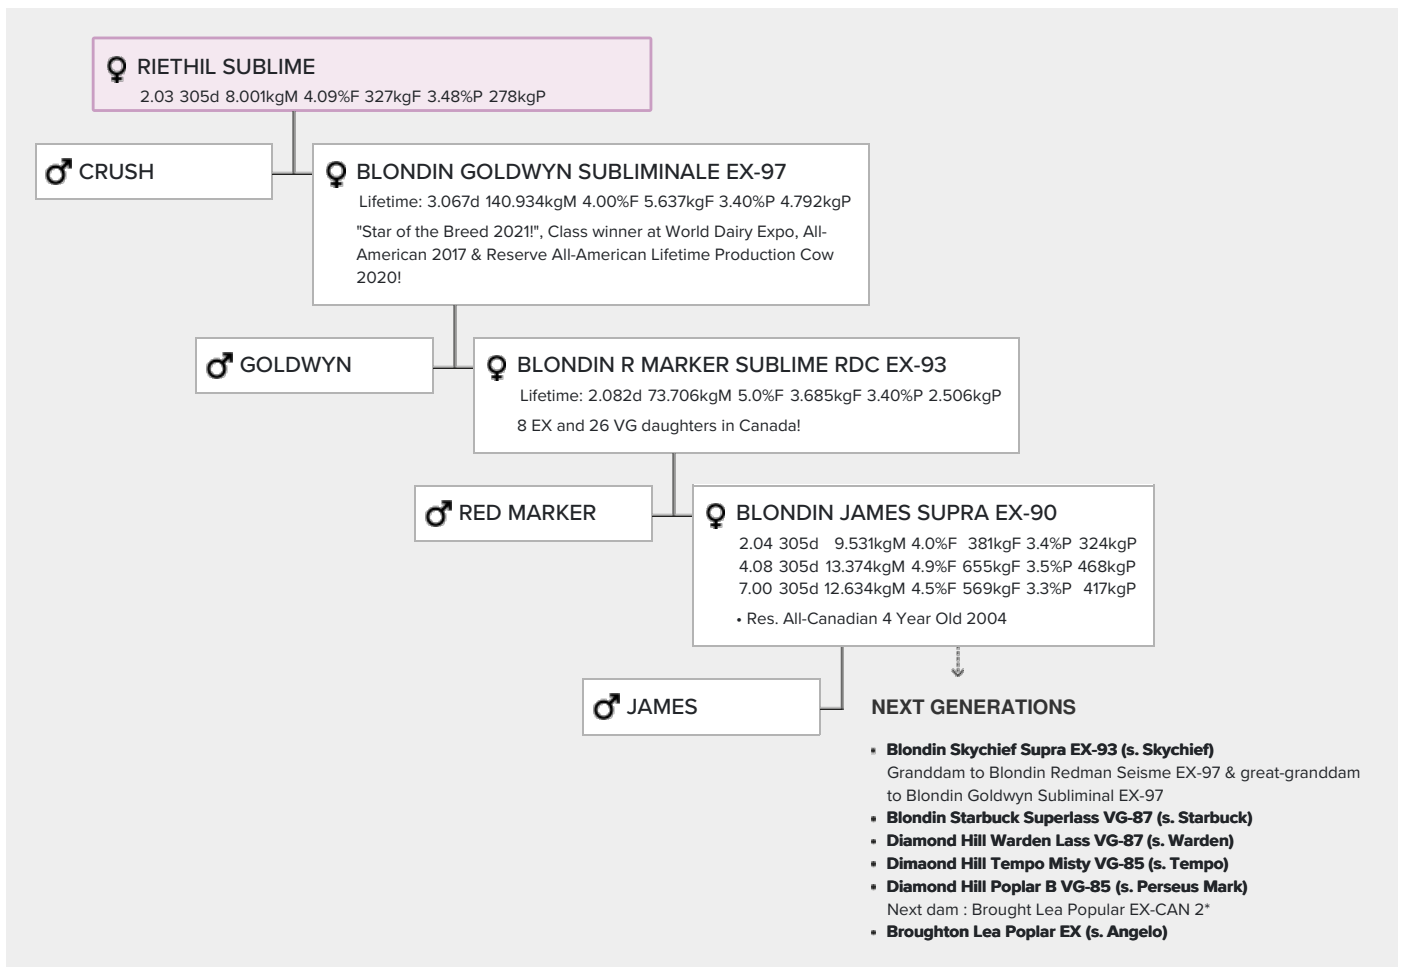 RIETHIL SUBLIME
2.03 305d 8.001kgM 4.09%F 327kgF 3.48%P 278kgP
CRUSH
BLONDIN GOLDWYN SUBLIMINALE EX-97
Lifetime: 3.067d 140.934kgM 4.00%F 5.637kgF 3.40%P 4.792kgP
"Star of the Breed 2021!", Class winner at World Dairy Expo, All-
American 2017 & Reserve All-American Lifetime Production Cow
2020!
GOLDWYN
BLONDIN R MARKER SUBLIME RDC EX-93
Lifetime: 2.082d 73.706kgM 5.0%F 3.685kgF 3.40%P 2.506kgP
8 EX and 26 VG daughters in Canada!
RED MARKER
BLONDIN JAMES SUPRA EX-90
2.04 305d 9.531kgM 4.0%F 381kgF 3.4%P 324kgP
4.08 305d 13.374kgM 4.9%F 655kgF 3.5%P 468kgP
7.00 305d 12.634kgM 4.5%F 569kgF 3.3%P 417kgP
• Res. All-Canadian 4 Year Old 2004
JAMES
NEXT GENERATIONS
• Blondin Skychief Supra EX-93 (s. Skychief)
Granddam to Blondin Redman Seisme EX-97 & great-granddam
to Blondin Goldwyn Subliminal EX-97
• Blondin Starbuck Superlass VG-87 (s. Starbuck)
• Diamond Hill Warden Lass VG-87 (s. Warden)
• Dimaond Hill Tempo Misty VG-85 (s. Tempo)
• Diamond Hill Poplar B VG-85 (s. Perseus Mark)
Next dam : Brought Lea Popular EX-CAN 2*
• Broughton Lea Poplar EX (s. Angelo)